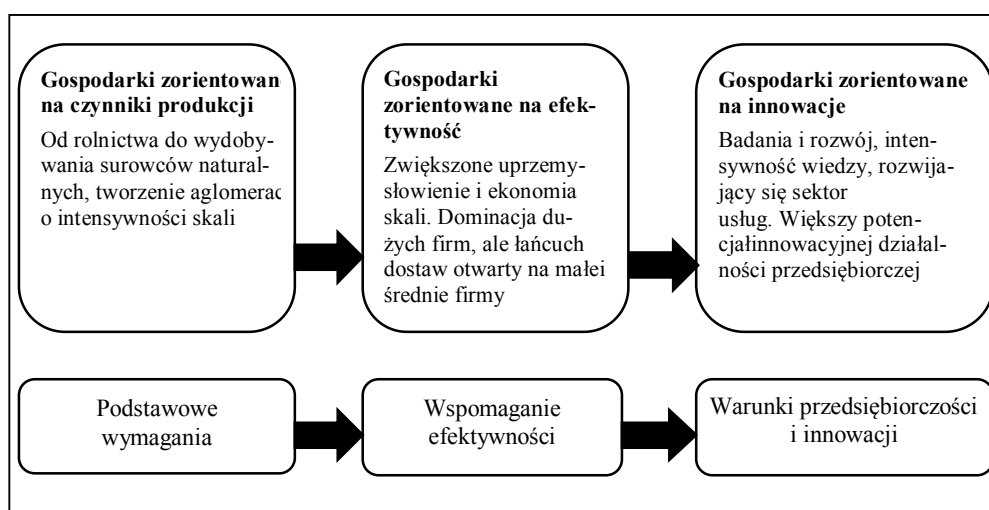 Gospodarki zorientowane
na czynniki produkcji
Od rolnictwa do wydoby-
wania surowców natural-
nych, tworzenie aglomerac
o intensywności skali
Gospodarki
zorientowane na efek-
tywność
Zwiększone uprzemy-
słowienie i ekonomia
skali. Dominacja du-
żych firm, ale łańcuch
dostaw otwarty na małei
średnie firmy
Gospodarki zorientowane
na innowacje
Badania i rozwój, inten-
sywność wiedzy, rozwija-
jący się sektor
usług. Większy poten-
cjałinnowacyjnej działal-
ności przedsiębiorczej
Podstawowe
wymagania
Wspomaganie
efektywności
Warunki przedsiębiorczości
i innowacji